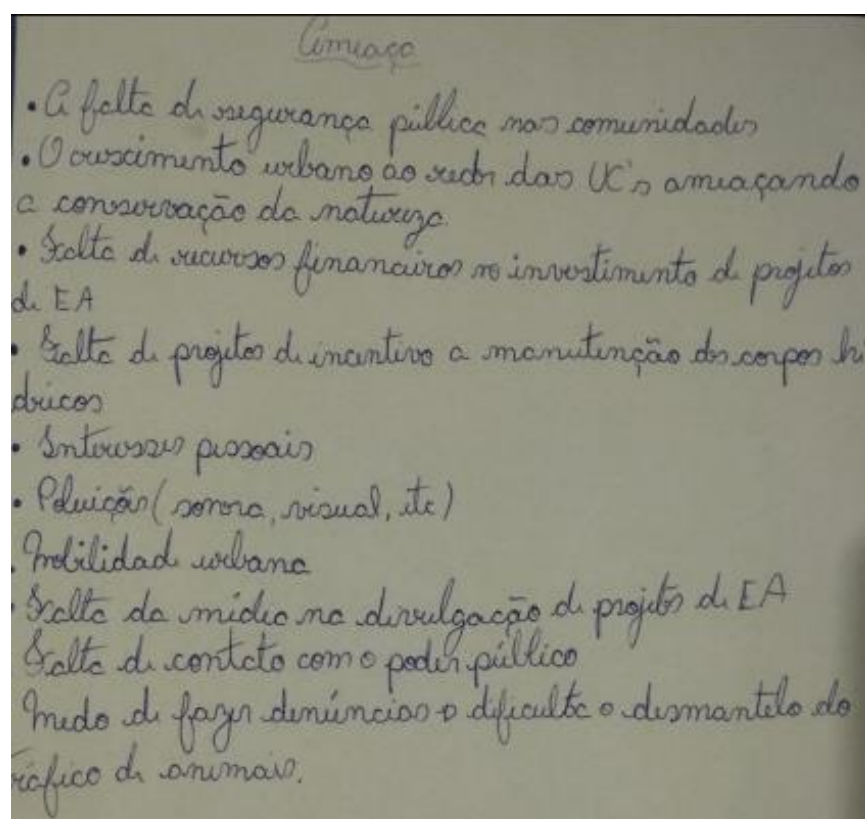 Ameaça
• A falta de segurança pública nas comunidades
• O crescimento urbano ao redor das UC's ameaçando
a conservação da natureza.
• Falta de recursos financeiros no investimento de projetos
de EA
• Falta de projetos de incentivo a manutenção dos corpos hí
dricos
• Interesses pessoais
• Poluição (sonora, visual, etc)
. Mobilidade urbana
. Falta da mídia na divulgação de projetos de EA
Falta de contato com o poder público
Medo de fazer denúncias o dificulta o desmantelo do
tráfico de animais.